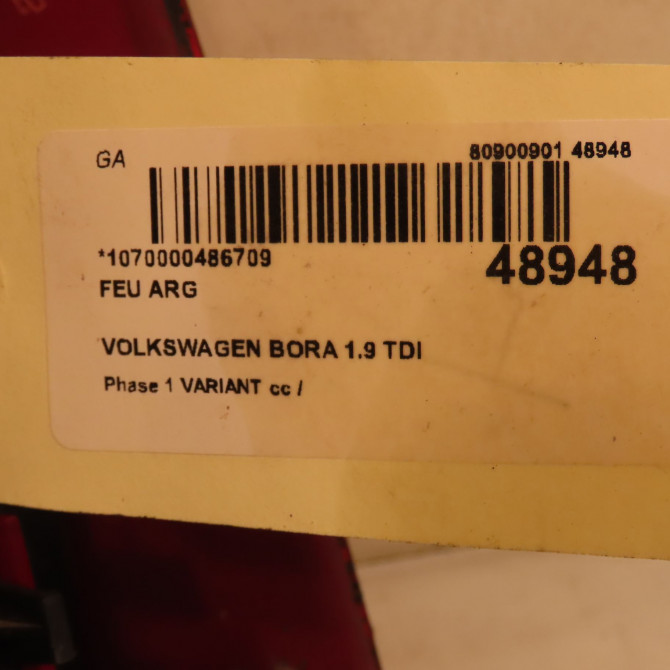 GA
80900901 48948
*1070000486709
48948
FEU ARG
VOLKSWAGEN BORA 1.9 TDI
Phase 1 VARIANT cc /